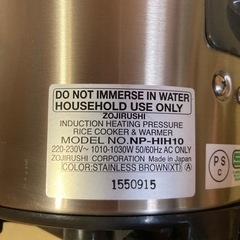 DO NOT IMMERSE IN WATER
HOUSEHOLD USE ONLY
ZOJIRUSHI
INDUCTION HEATING PRESSURE
RICE COOKER & WARMER
MODEL NO.NP-HIH10
220-230V~ 1010-1030W 50/60Hz AC ONLY
ZOJIRUSHI CORPORATION Made in Japan
COLOR:STAINLESS BROWN(XT) Ⓐ
1550915
P S
C